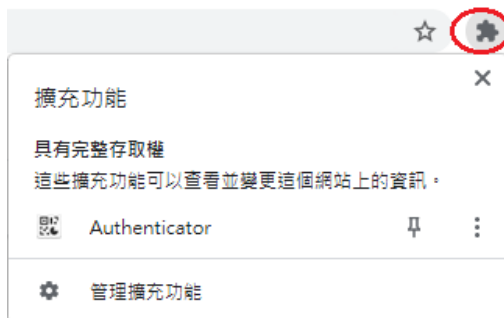 擴充功能
具有完整存取權
這些擴充功能可以查看並變更這個網站上的資訊。
Authenticator
管理擴充功能